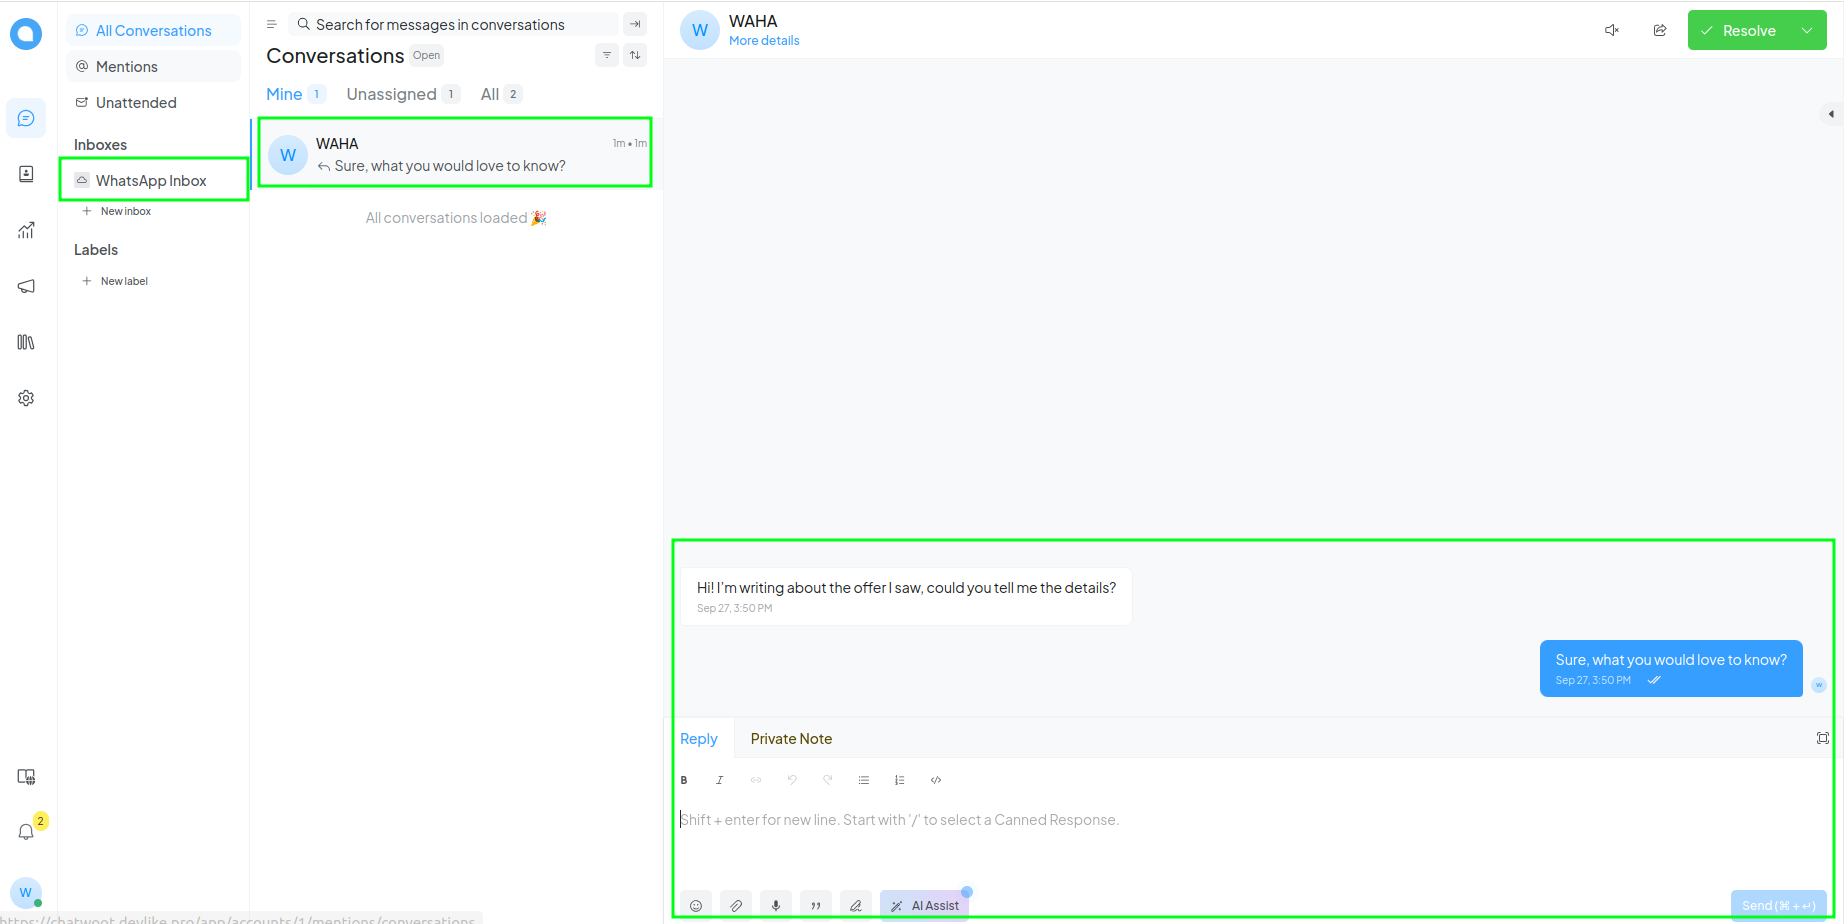 All Conversations
Mentions
Unattended
Inboxes
WhatsApp Inbox
New inbox
Labels
New label
2
W
https://chatwoot.devlike.pro/app/accounts/1/mentions/conversations
Search for messages in conversations
Conversations Open
Mine 1 Unassigned 1 All 2
W
WAHA 1m • 1m
Sure, what you would love to know?
All conversations loaded 🎉
W
WAHA
More details
Resolve
Hi! I'm writing about the offer I saw, could you tell me the details?
Sep 27, 3:50 PM
Sure, what you would love to know?
Sep 27, 3:50 PM
W
Reply Private Note
B I
Shift + enter for new line. Start with '/' to select a Canned Response.
AI Assist
Send (⌘ + ↵)